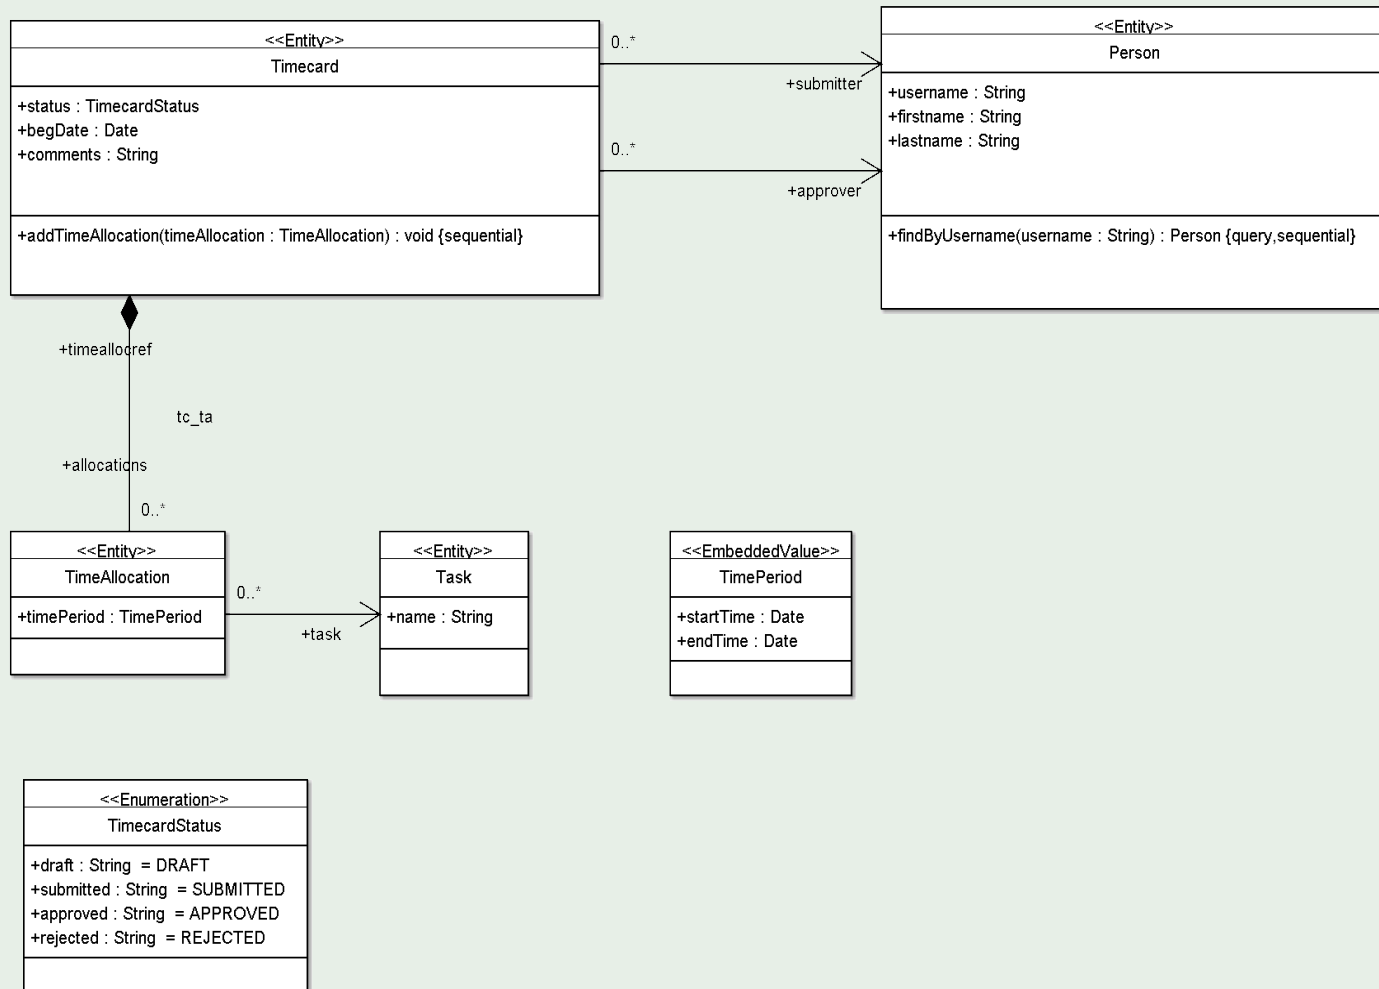 <<Entity>>
Timecard
+status : TimecardStatus
+begDate : Date
+comments : String
+addTimeAllocation(timeAllocation : TimeAllocation) : void {sequential}
0..*
+submitter
0..*
+approver
<<Entity>>
Person
+username : String
+firstname : String
+lastname : String
+findByUsername(username : String) : Person {query,sequential}
+timeallocref
tc_ta
+allocations
0..*
<<Entity>>
TimeAllocation
+timePeriod : TimePeriod
0..*
+task
<<Entity>>
Task
+name : String
<<EmbeddedValue>>
TimePeriod
+startTime : Date
+endTime : Date
<<Enumeration>>
TimecardStatus
+draft : String = DRAFT
+submitted : String = SUBMITTED
+approved : String = APPROVED
+rejected : String = REJECTED